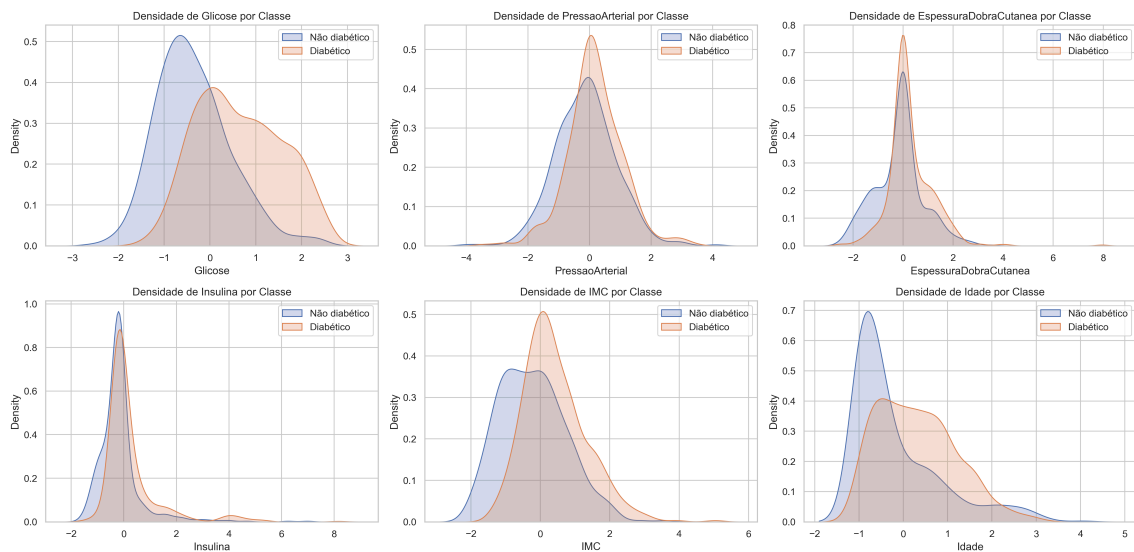 Densidade de Glicose por Classe
Não diabético
Diabético
Density
0.5
0.4
0.3
0.2
0.1
0.0
−3 −2 −1 0 1 2 3
Glicose
Densidade de PressaoArterial por Classe
Não diabético
Diabético
Density
0.5
0.4
0.3
0.2
0.1
0.0
−4 −2 0 2 4
PressaoArterial
Densidade de EspessuraDobraCutanea por Classe
Não diabético
Diabético
Density
0.8
0.7
0.6
0.5
0.4
0.3
0.2
0.1
0.0
−2 0 2 4 6 8
EspessuraDobraCutanea
Densidade de Insulina por Classe
Não diabético
Diabético
Density
1.0
0.8
0.6
0.4
0.2
0.0
−2 0 2 4 6 8
Insulina
Densidade de IMC por Classe
Não diabético
Diabético
Density
0.5
0.4
0.3
0.2
0.1
0.0
−2 0 2 4 6
IMC
Densidade de Idade por Classe
Não diabético
Diabético
Density
0.7
0.6
0.5
0.4
0.3
0.2
0.1
0.0
−2 −1 0 1 2 3 4 5
Idade